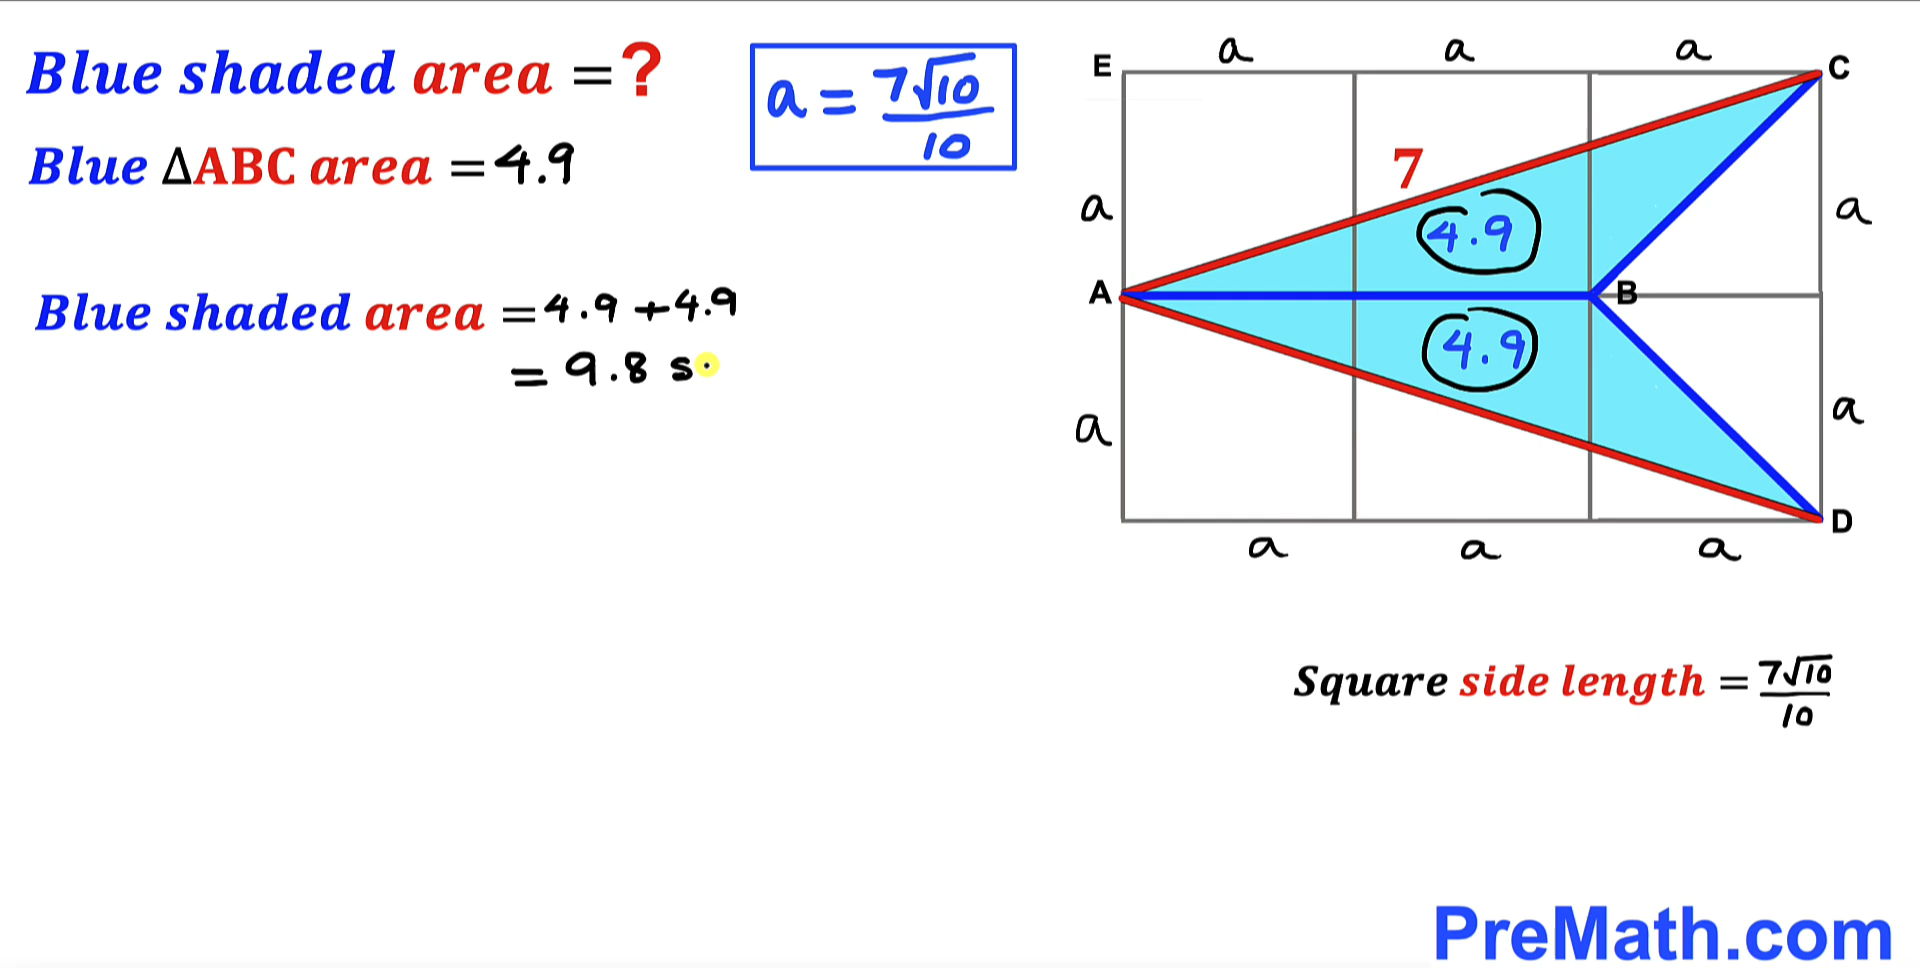 Blue shaded area = ?
a = 7√10/10
Blue ΔABC area = 4.9
Blue shaded area = 4.9 + 4.9
= 9.8 s
E
a
a
a
C
7
a
4.9
a
A
B
4.9
a
a
D
a
a
a
Square side length = 7√10/10
PreMath.com